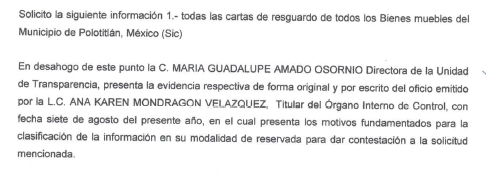 Solicito la siguiente información 1.- todas las cartas de resguardo de todos los Bienes muebles del
Municipio de Polotitlán, México (Sic)
En desahogo de este punto la C. MARIA GUADALUPE AMADO OSORNIO Directora de la Unidad
de Transparencia, presenta la evidencia respectiva de forma original y por escrito del oficio emitido
por la L.C. ANA KAREN MONDRAGON VELAZQUEZ, Titular del Órgano Interno de Control, con
fecha siete de agosto del presente año, en el cual presenta los motivos fundamentados para la
clasificación de la información en su modalidad de reservada para dar contestación a la solicitud
mencionada.